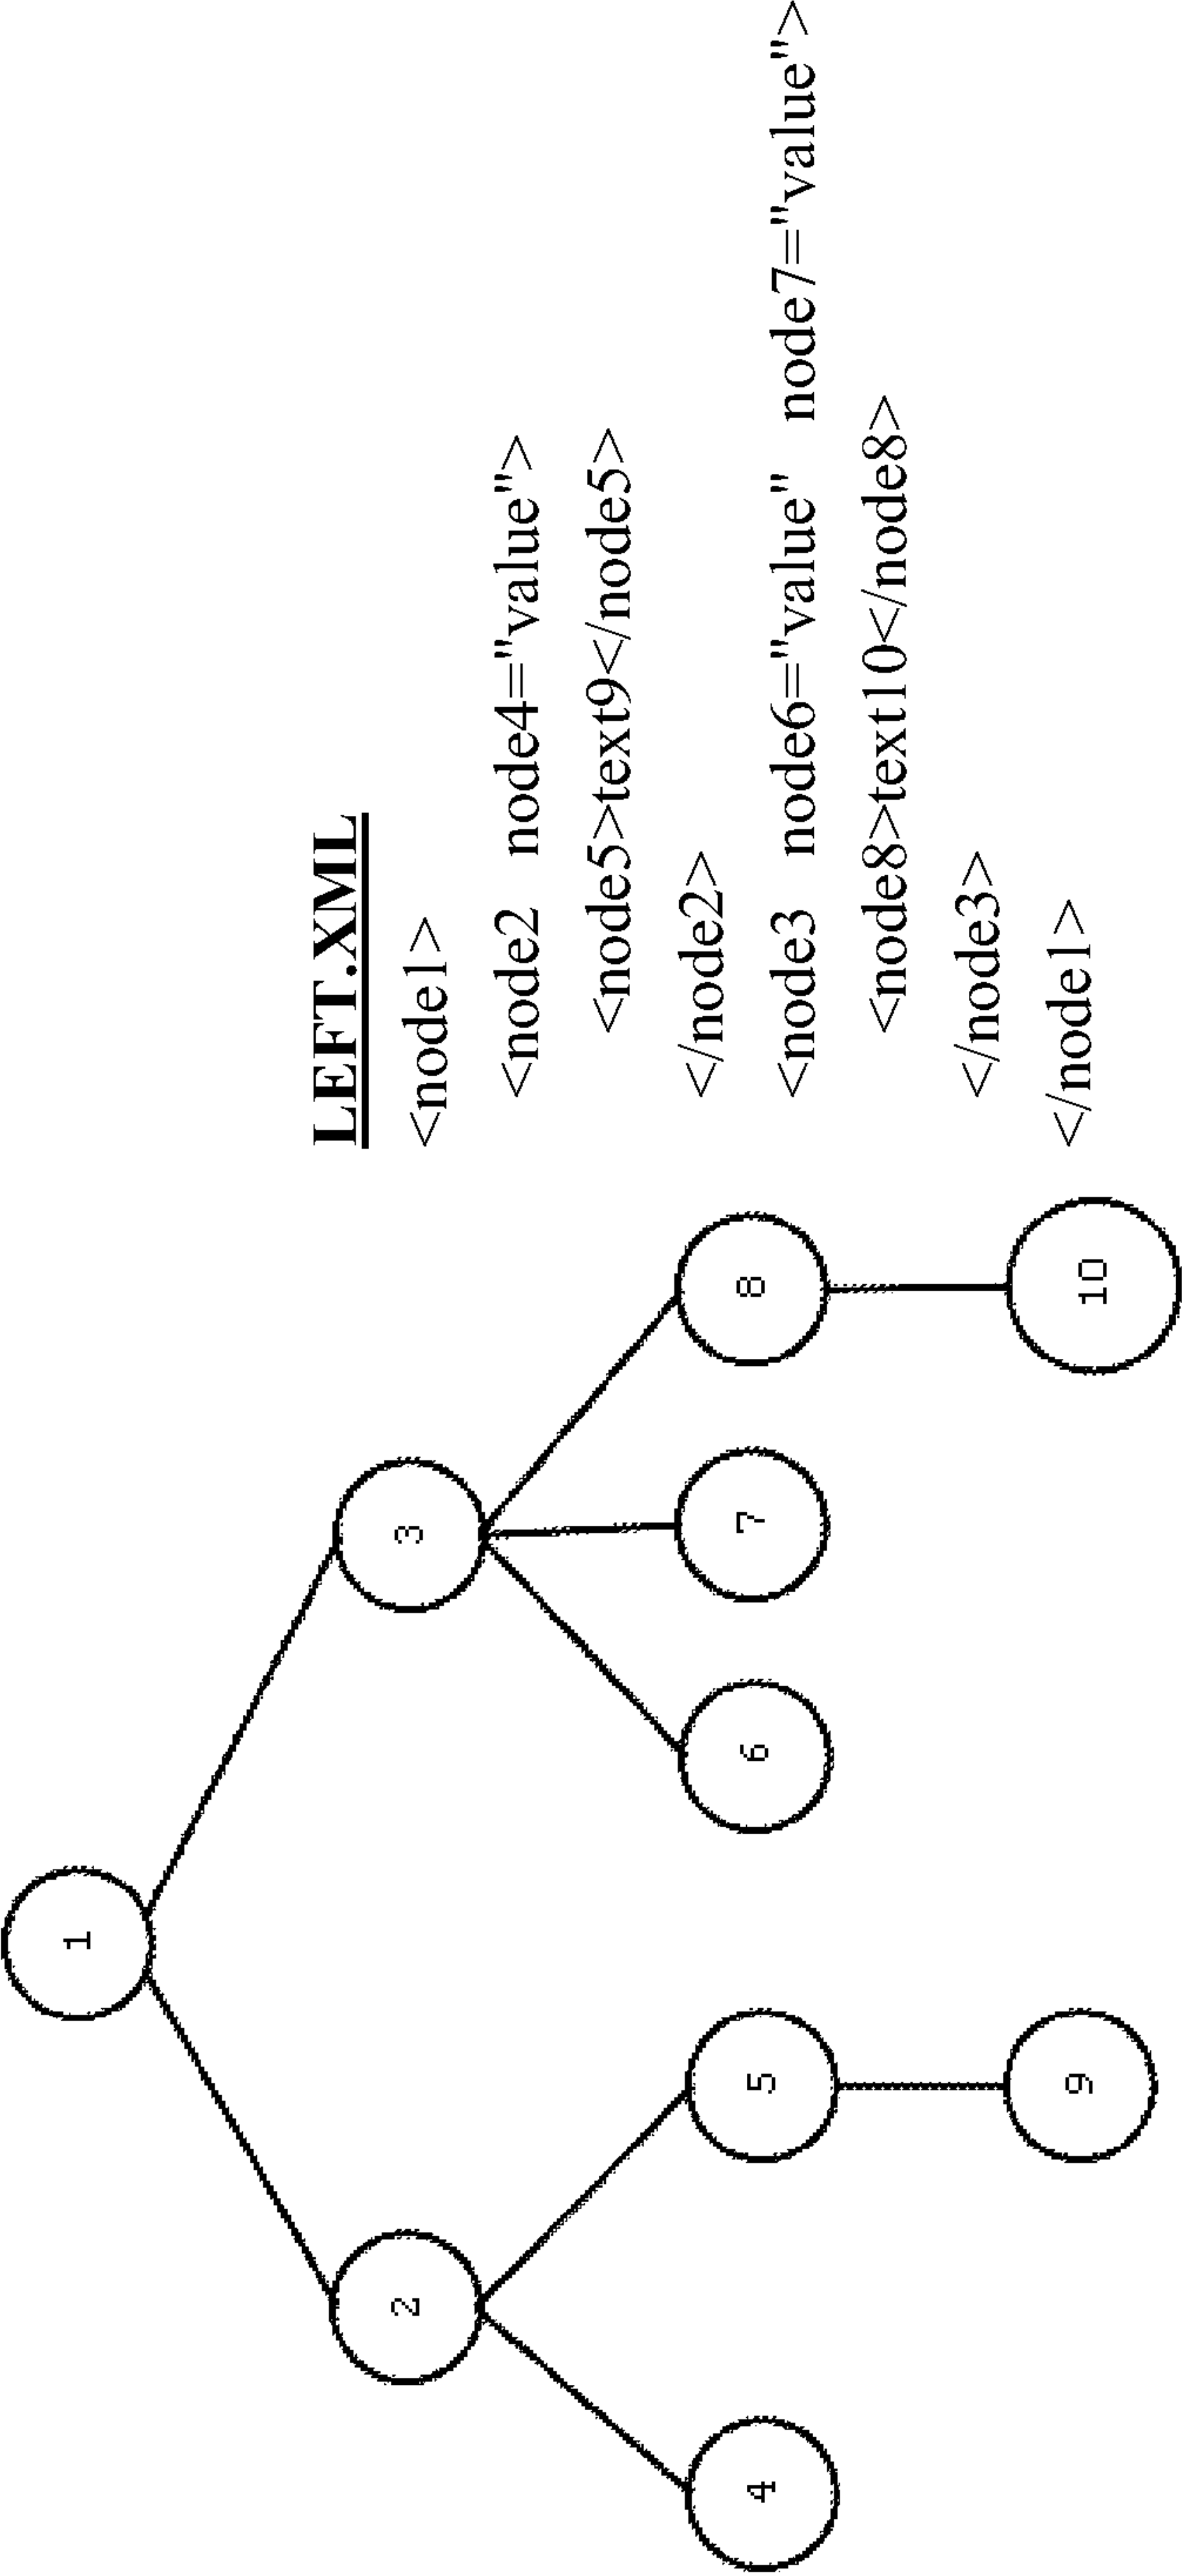 1
2
3
4
5
6
7
8
9
10
LEFT.XML
<node1>
<node2 node4="value">
<node5>text9</node5>
</node2>
<node3 node6="value" node7="value">
<node8>text10</node8>
</node3>
</node1>